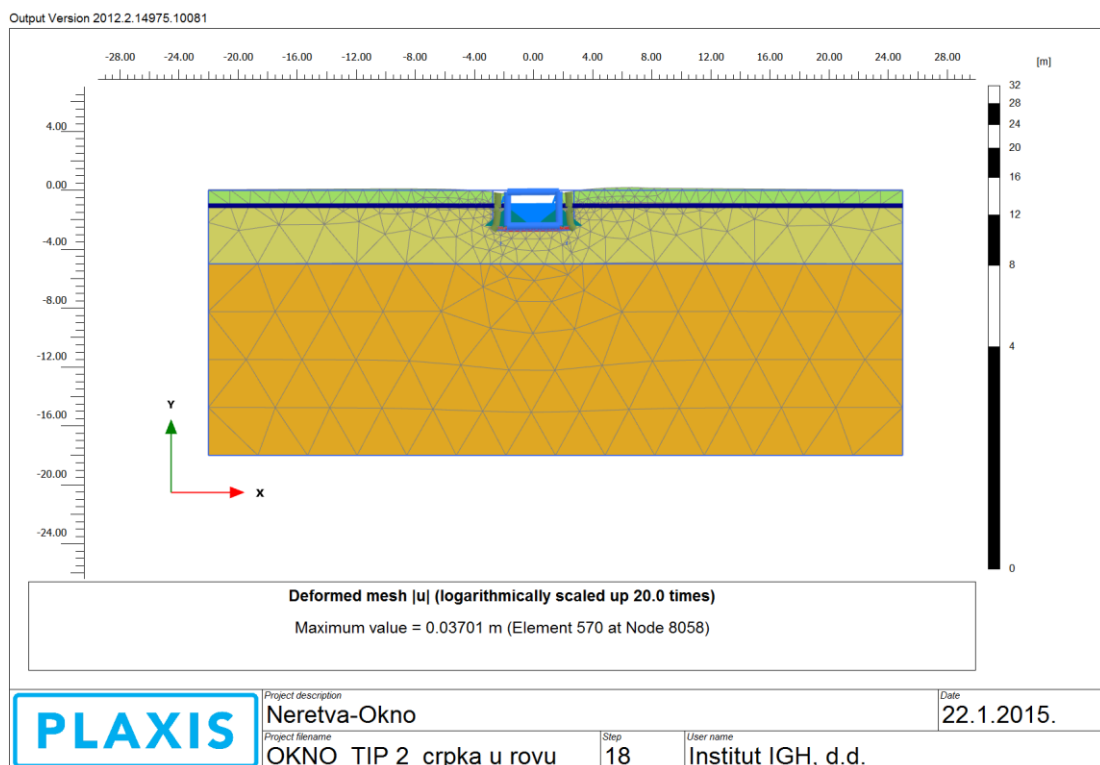 Output Version 2012.2.14975.10081
-28.00 -24.00 -20.00 -16.00 -12.00 -8.00 -4.00 0.00 4.00 8.00 12.00 16.00 20.00 24.00 28.00
[m]
32
28
24
20
16
12
8
4
0
4.00
0.00
-4.00
-8.00
-12.00
-16.00
-20.00
-24.00
Y
X
Deformed mesh |u| (logarithmically scaled up 20.0 times)
Maximum value = 0.03701 m (Element 570 at Node 8058)
PLAXIS
Project description
Neretva-Okno
Date
22.1.2015.
Project filename
OKNO_TIP 2_crpka u rovu
Step
18
User name
Institut IGH, d.d.